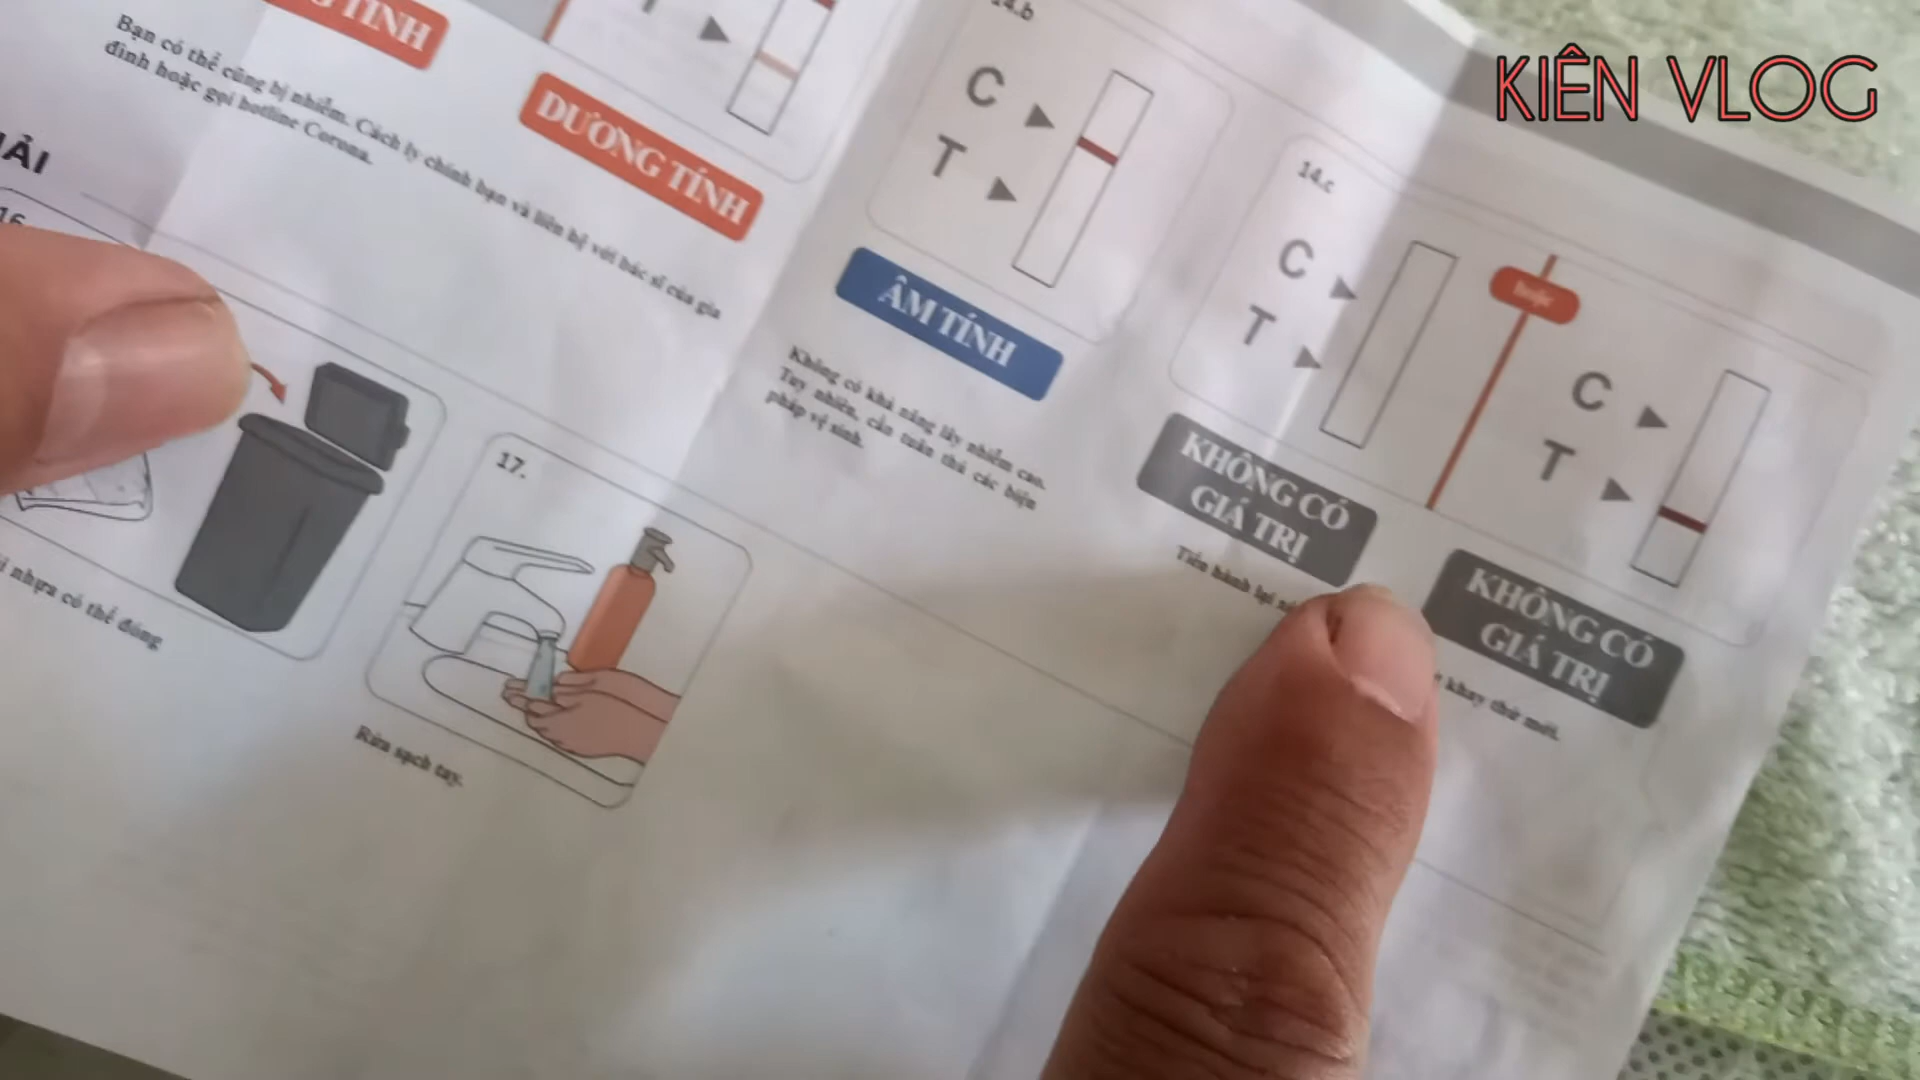 KIÊN VLOG
TÍNH
Bạn có thể cũng bị nhiễm. Cách ly chính bạn và liên hệ với bác sĩ của gia
đình hoặc gọi hotline Corona.
T
DƯƠNG TÍNH
14.b
C
T
ÂM TÍNH
Không có khả năng lây nhiễm cao.
Tuy nhiên, cần tuân thủ các biện
pháp vệ sinh.
14.c
C
T
hoặc
C
T
KHÔNG CÓ
GIÁ TRỊ
KHÔNG CÓ
GIÁ TRỊ
Tiến hành lại
khay thử mới.
ẢI
16
nhựa có thể đóng
17.
Rửa sạch tay.